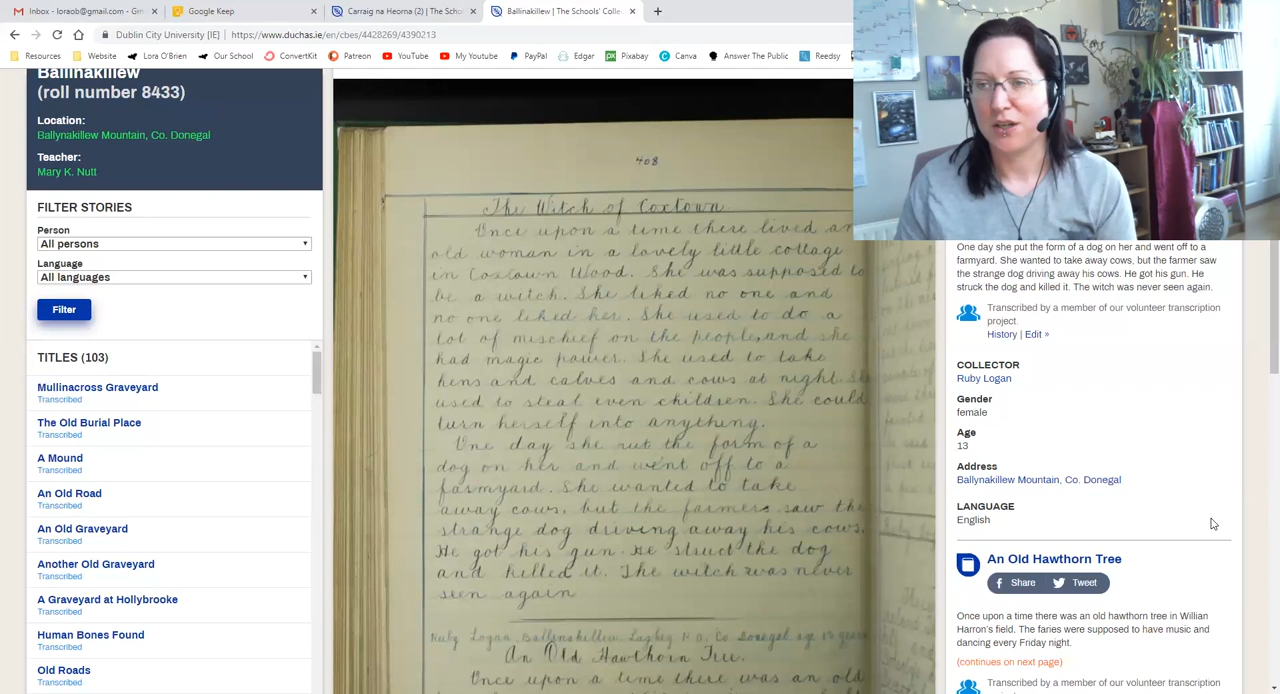 Inbox - loraob@gmail.com - Gm
Google Keep
Carraig na Heorna (2) | The Scho
Ballinakillew | The Schools' Colle
Dublin City University [IE] | https://www.duchas.ie/en/cbes/4428269/4390213
Resources
Website
Lora O'Brien
Our School
ConvertKit
Patreon
YouTube
My Youtube
PayPal
Edgar
Pixabay
Canva
Answer The Public
Reedsy
Ballinakillew
(roll number 8433)
Location:
Ballynakillew Mountain, Co. Donegal
Teacher:
Mary K. Nutt
FILTER STORIES
Person
All persons
Language
All languages
Filter
TITLES (103)
Mullinacross Graveyard
Transcribed
The Old Burial Place
Transcribed
A Mound
Transcribed
An Old Road
Transcribed
An Old Graveyard
Transcribed
Another Old Graveyard
Transcribed
A Graveyard at Hollybrooke
Transcribed
Human Bones Found
Transcribed
Old Roads
Transcribed
408
The Witch of Coxtown
Once upon a time there lived an
old woman in a lovely little cottage
in Coxtown Wood. She was supposed to
be a witch. She liked no one and
no one liked her. She used to do a
lot of mischief on the people, and she
had magic power. She used to take
hens and calves and cows at night. She
used to steal even children. She could
turn herself into anything.
One day she put the form of a
dog on her and went off to a
farmyard. She wanted to take
away cows, but the farmers saw the
strange dog driving away his cows.
He got his gun. He struct the dog
and killed it. The witch was never
seen again
Ruby Logan, Ballinakillew, Laghey P.O., Co. Donegal age 13 years
An Old Hawthorn Tree.
Once upon a time there was an old
One day she put the form of a dog on her and went off to a
farmyard. She wanted to take away cows, but the farmer saw
the strange dog driving away his cows. He got his gun. He
struck the dog and killed it. The witch was never seen again.
Transcribed by a member of our volunteer transcription
project.
History | Edit »
COLLECTOR
Ruby Logan
Gender
female
Age
13
Address
Ballynakillew Mountain, Co. Donegal
LANGUAGE
English
An Old Hawthorn Tree
Share
Tweet
Once upon a time there was an old hawthorn tree in Willian
Harron's field. The faries were supposed to have music and
dancing every Friday night.
(continues on next page)
Transcribed by a member of our volunteer transcription